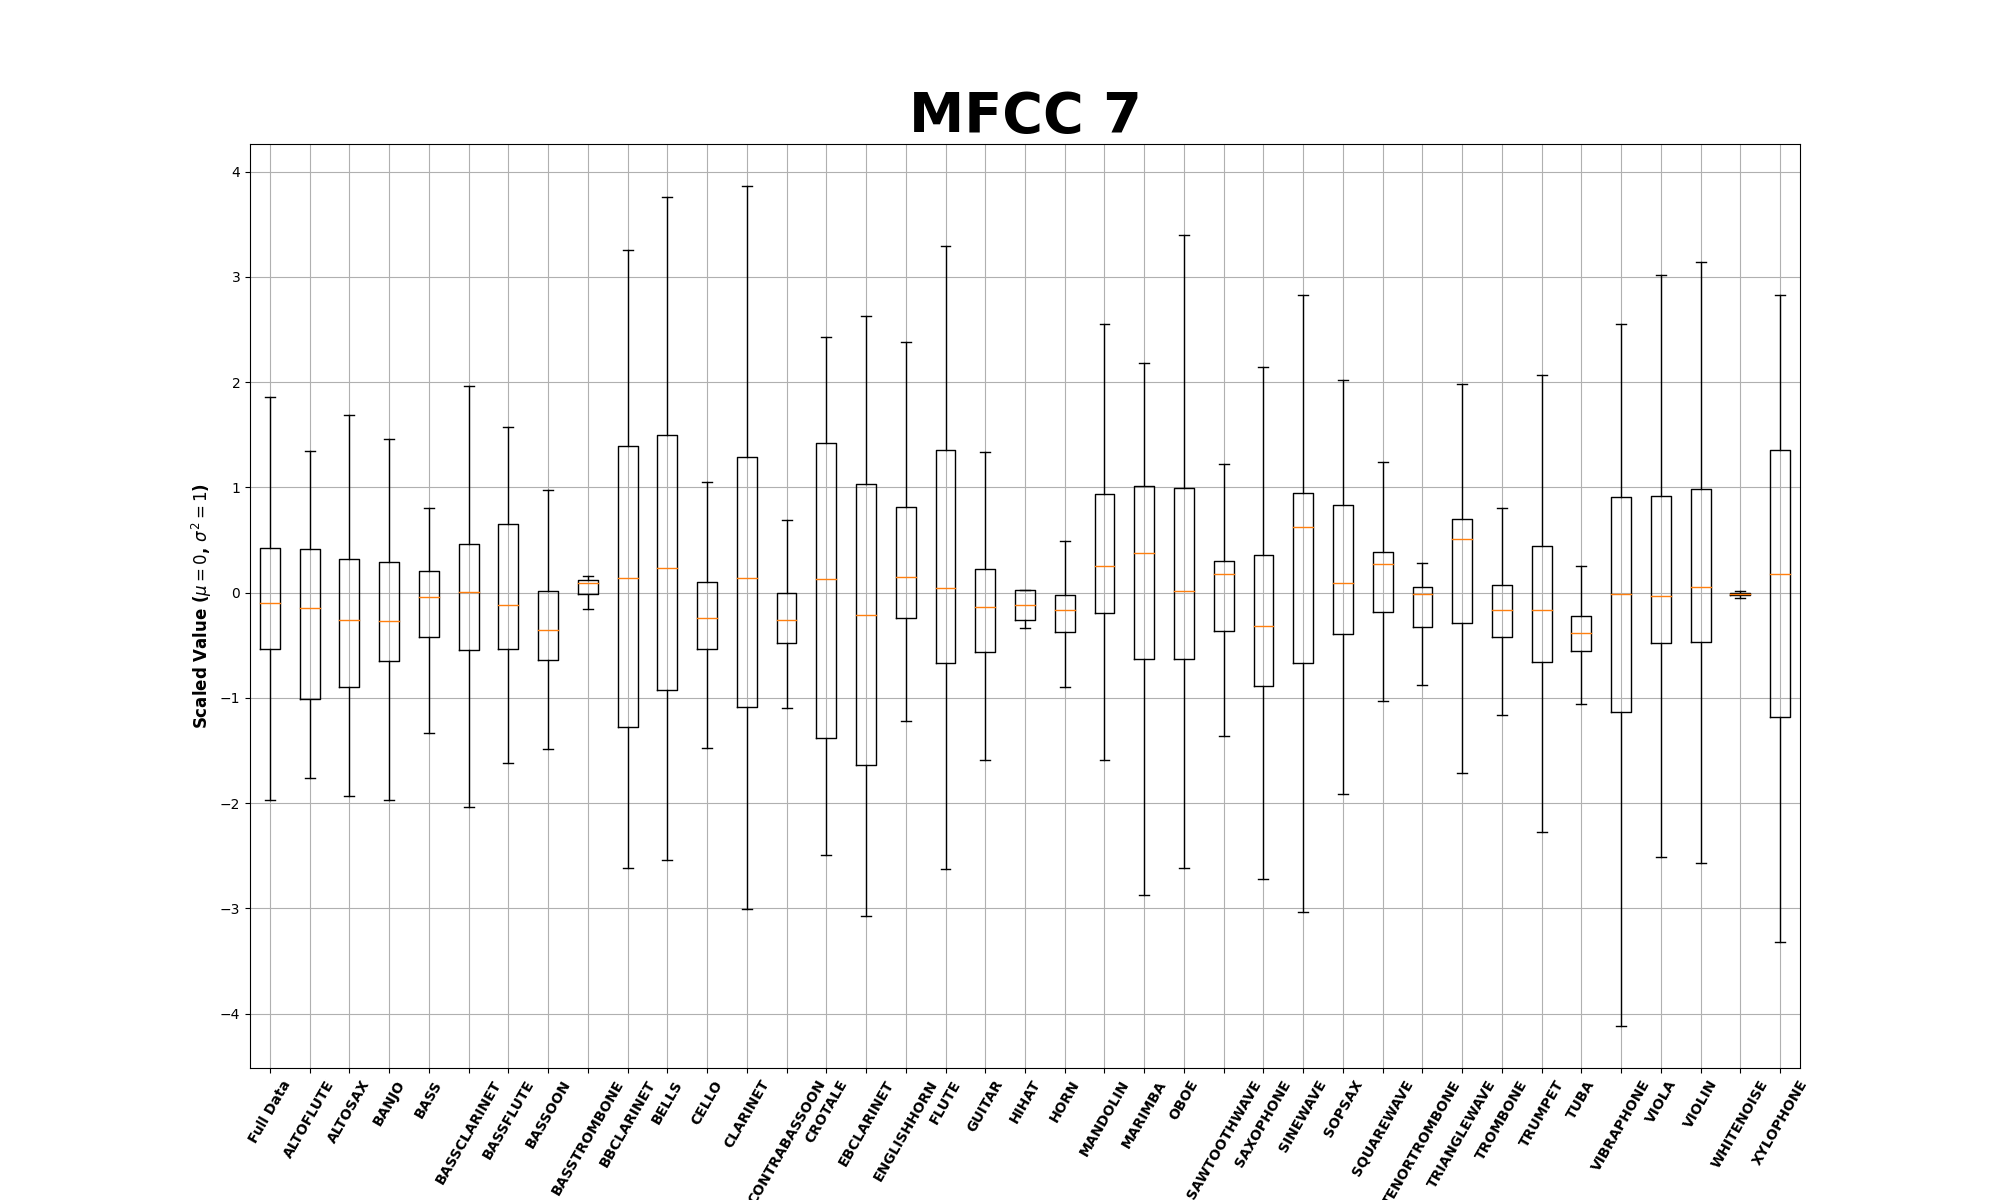 MFCC 7
Scaled Value (μ = 0, σ² = 1)
4
3
2
1
0
−1
−2
−3
−4
Full Data
ALTOFLUTE
ALTOSAX
BANJO
BASS
BASSCLARINET
BASSFLUTE
BASSOON
BASSTROMBONE
BBCLARINET
BELLS
CELLO
CLARINET
CONTRABASSOON
CROTALE
EBCLARINET
ENGLISHHORN
FLUTE
GUITAR
HIHAT
HORN
MANDOLIN
MARIMBA
OBOE
SAWTOOTHWAVE
SAXOPHONE
SINEWAVE
SOPSAX
SQUAREWAVE
TENORTROMBONE
TRIANGLEWAVE
TROMBONE
TRUMPET
TUBA
VIBRAPHONE
VIOLA
VIOLIN
WHITENOISE
XYLOPHONE